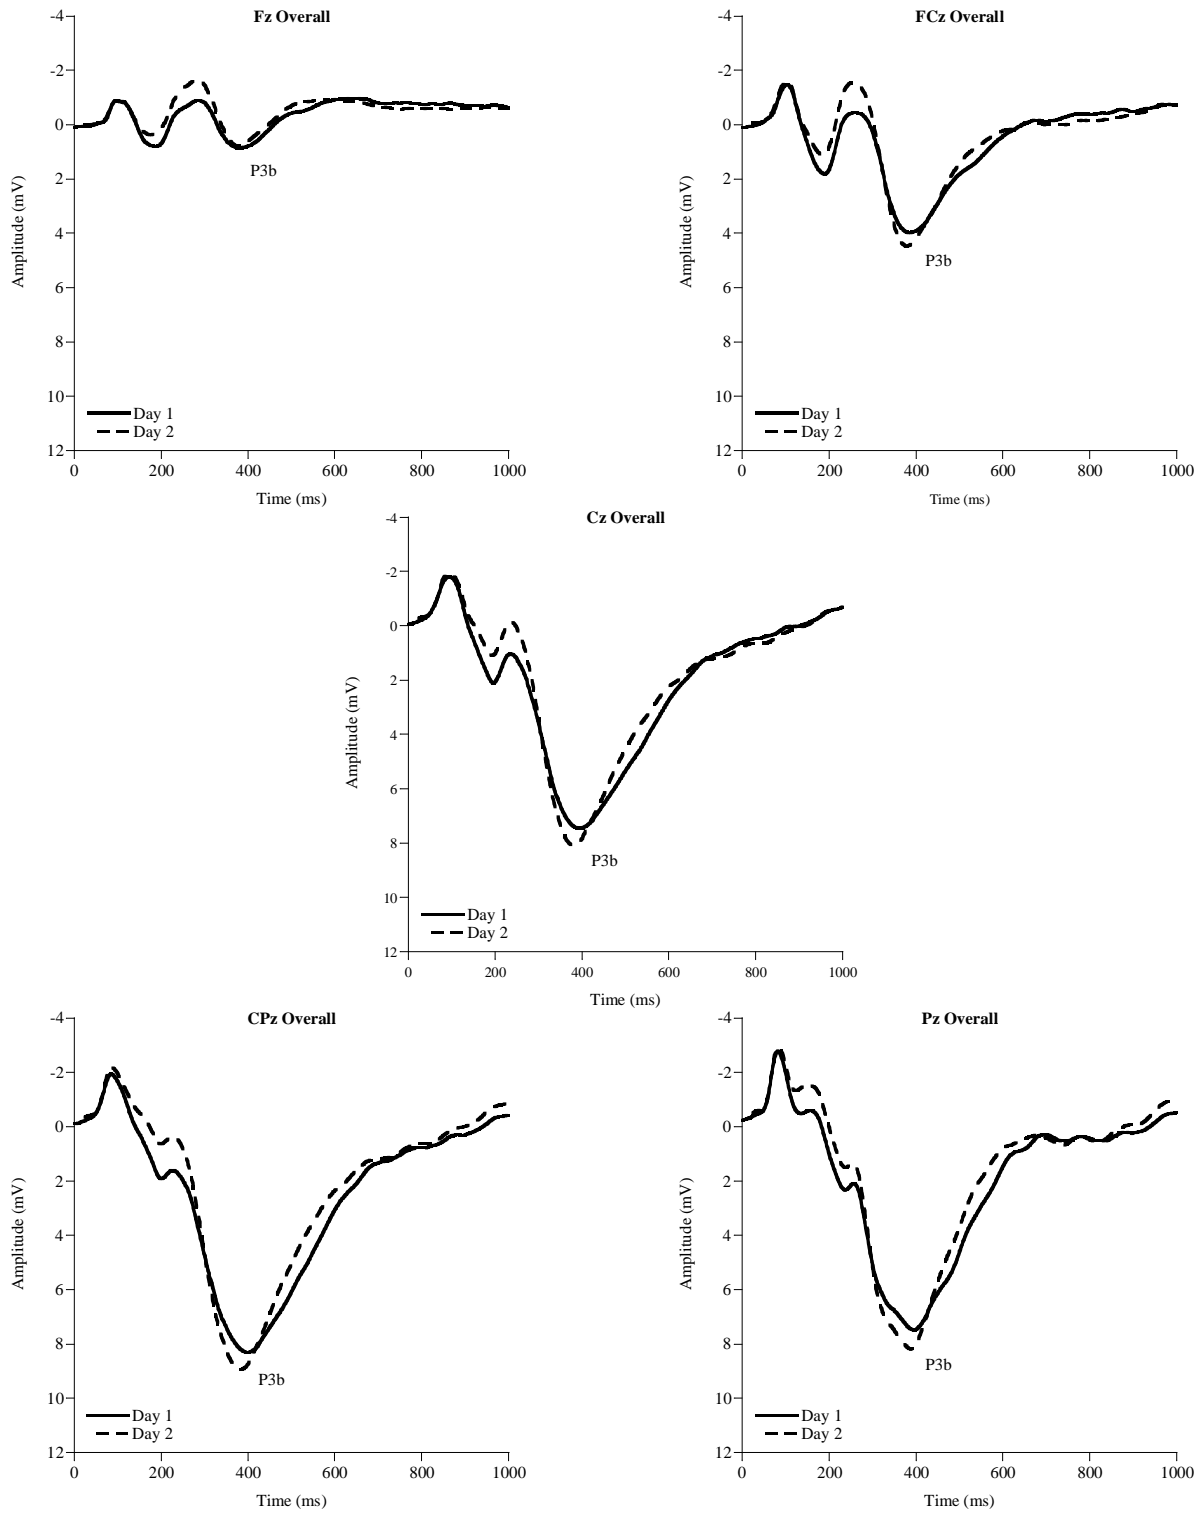 Fz Overall
-4
-2
0
2
4
6
8
10
12
Amplitude (mV)
P3b
Day 1
Day 2
0 200 400 600 800 1000
Time (ms)
FCz Overall
-4
-2
0
2
4
6
8
10
12
Amplitude (mV)
P3b
Day 1
Day 2
0 200 400 600 800 1000
Time (ms)
Cz Overall
-4
-2
0
2
4
6
8
10
12
Amplitude (mV)
P3b
Day 1
Day 2
0 200 400 600 800 1000
Time (ms)
CPz Overall
-4
-2
0
2
4
6
8
10
12
Amplitude (mV)
P3b
Day 1
Day 2
0 200 400 600 800 1000
Time (ms)
Pz Overall
-4
-2
0
2
4
6
8
10
12
Amplitude (mV)
P3b
Day 1
Day 2
0 200 400 600 800 1000
Time (ms)